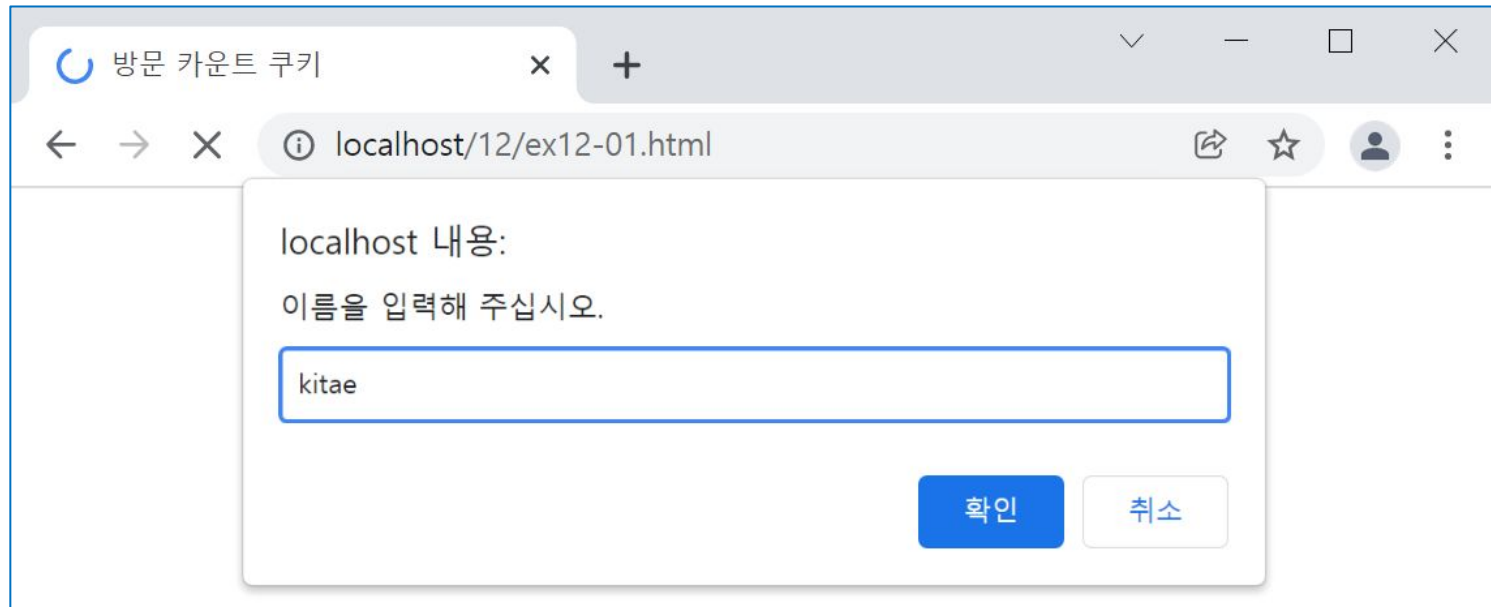 방문 카운트 쿠키
localhost/12/ex12-01.html
localhost 내용:
이름을 입력해 주십시오.
kitae
확인 취소